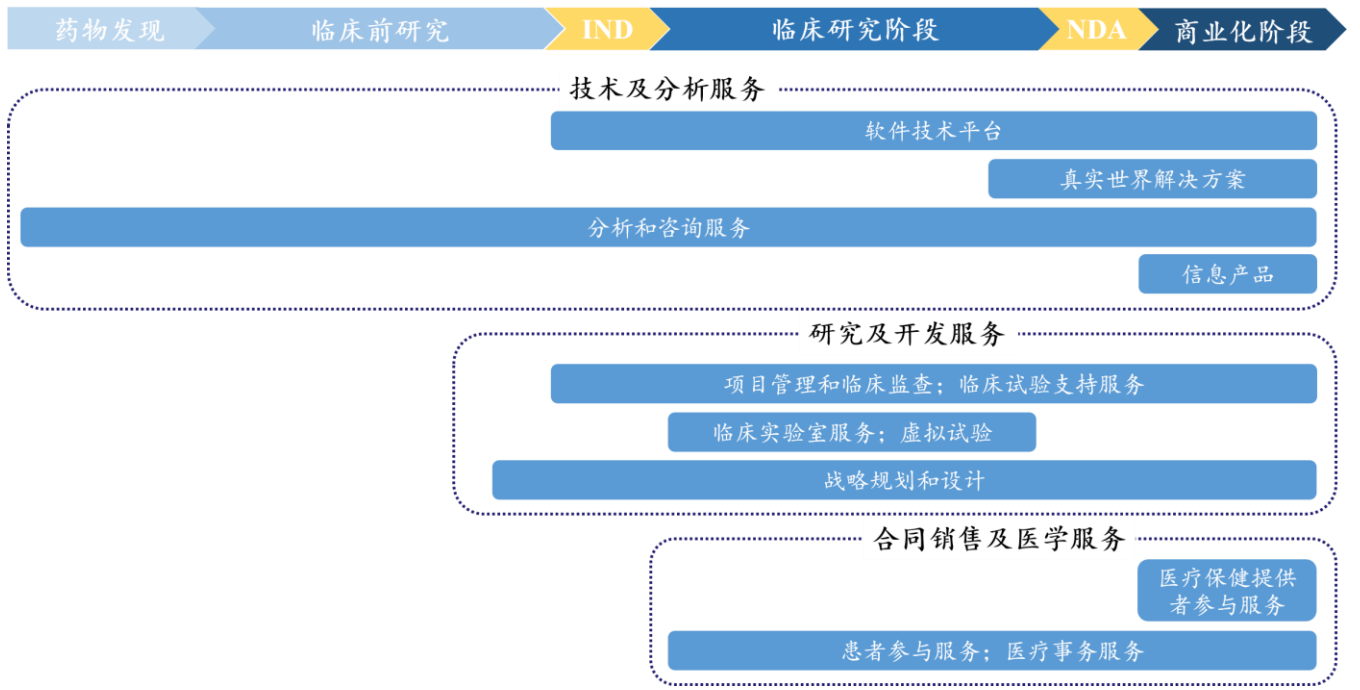 药物发现
临床前研究
IND
临床研究阶段
NDA
商业化阶段
技术及分析服务
软件技术平台
真实世界解决方案
分析和咨询服务
信息产品
研究及开发服务
项目管理和临床监查；临床试验支持服务
临床实验室服务；虚拟试验
战略规划和设计
合同销售及医学服务
医疗保健提供
者参与服务
患者参与服务；医疗事务服务